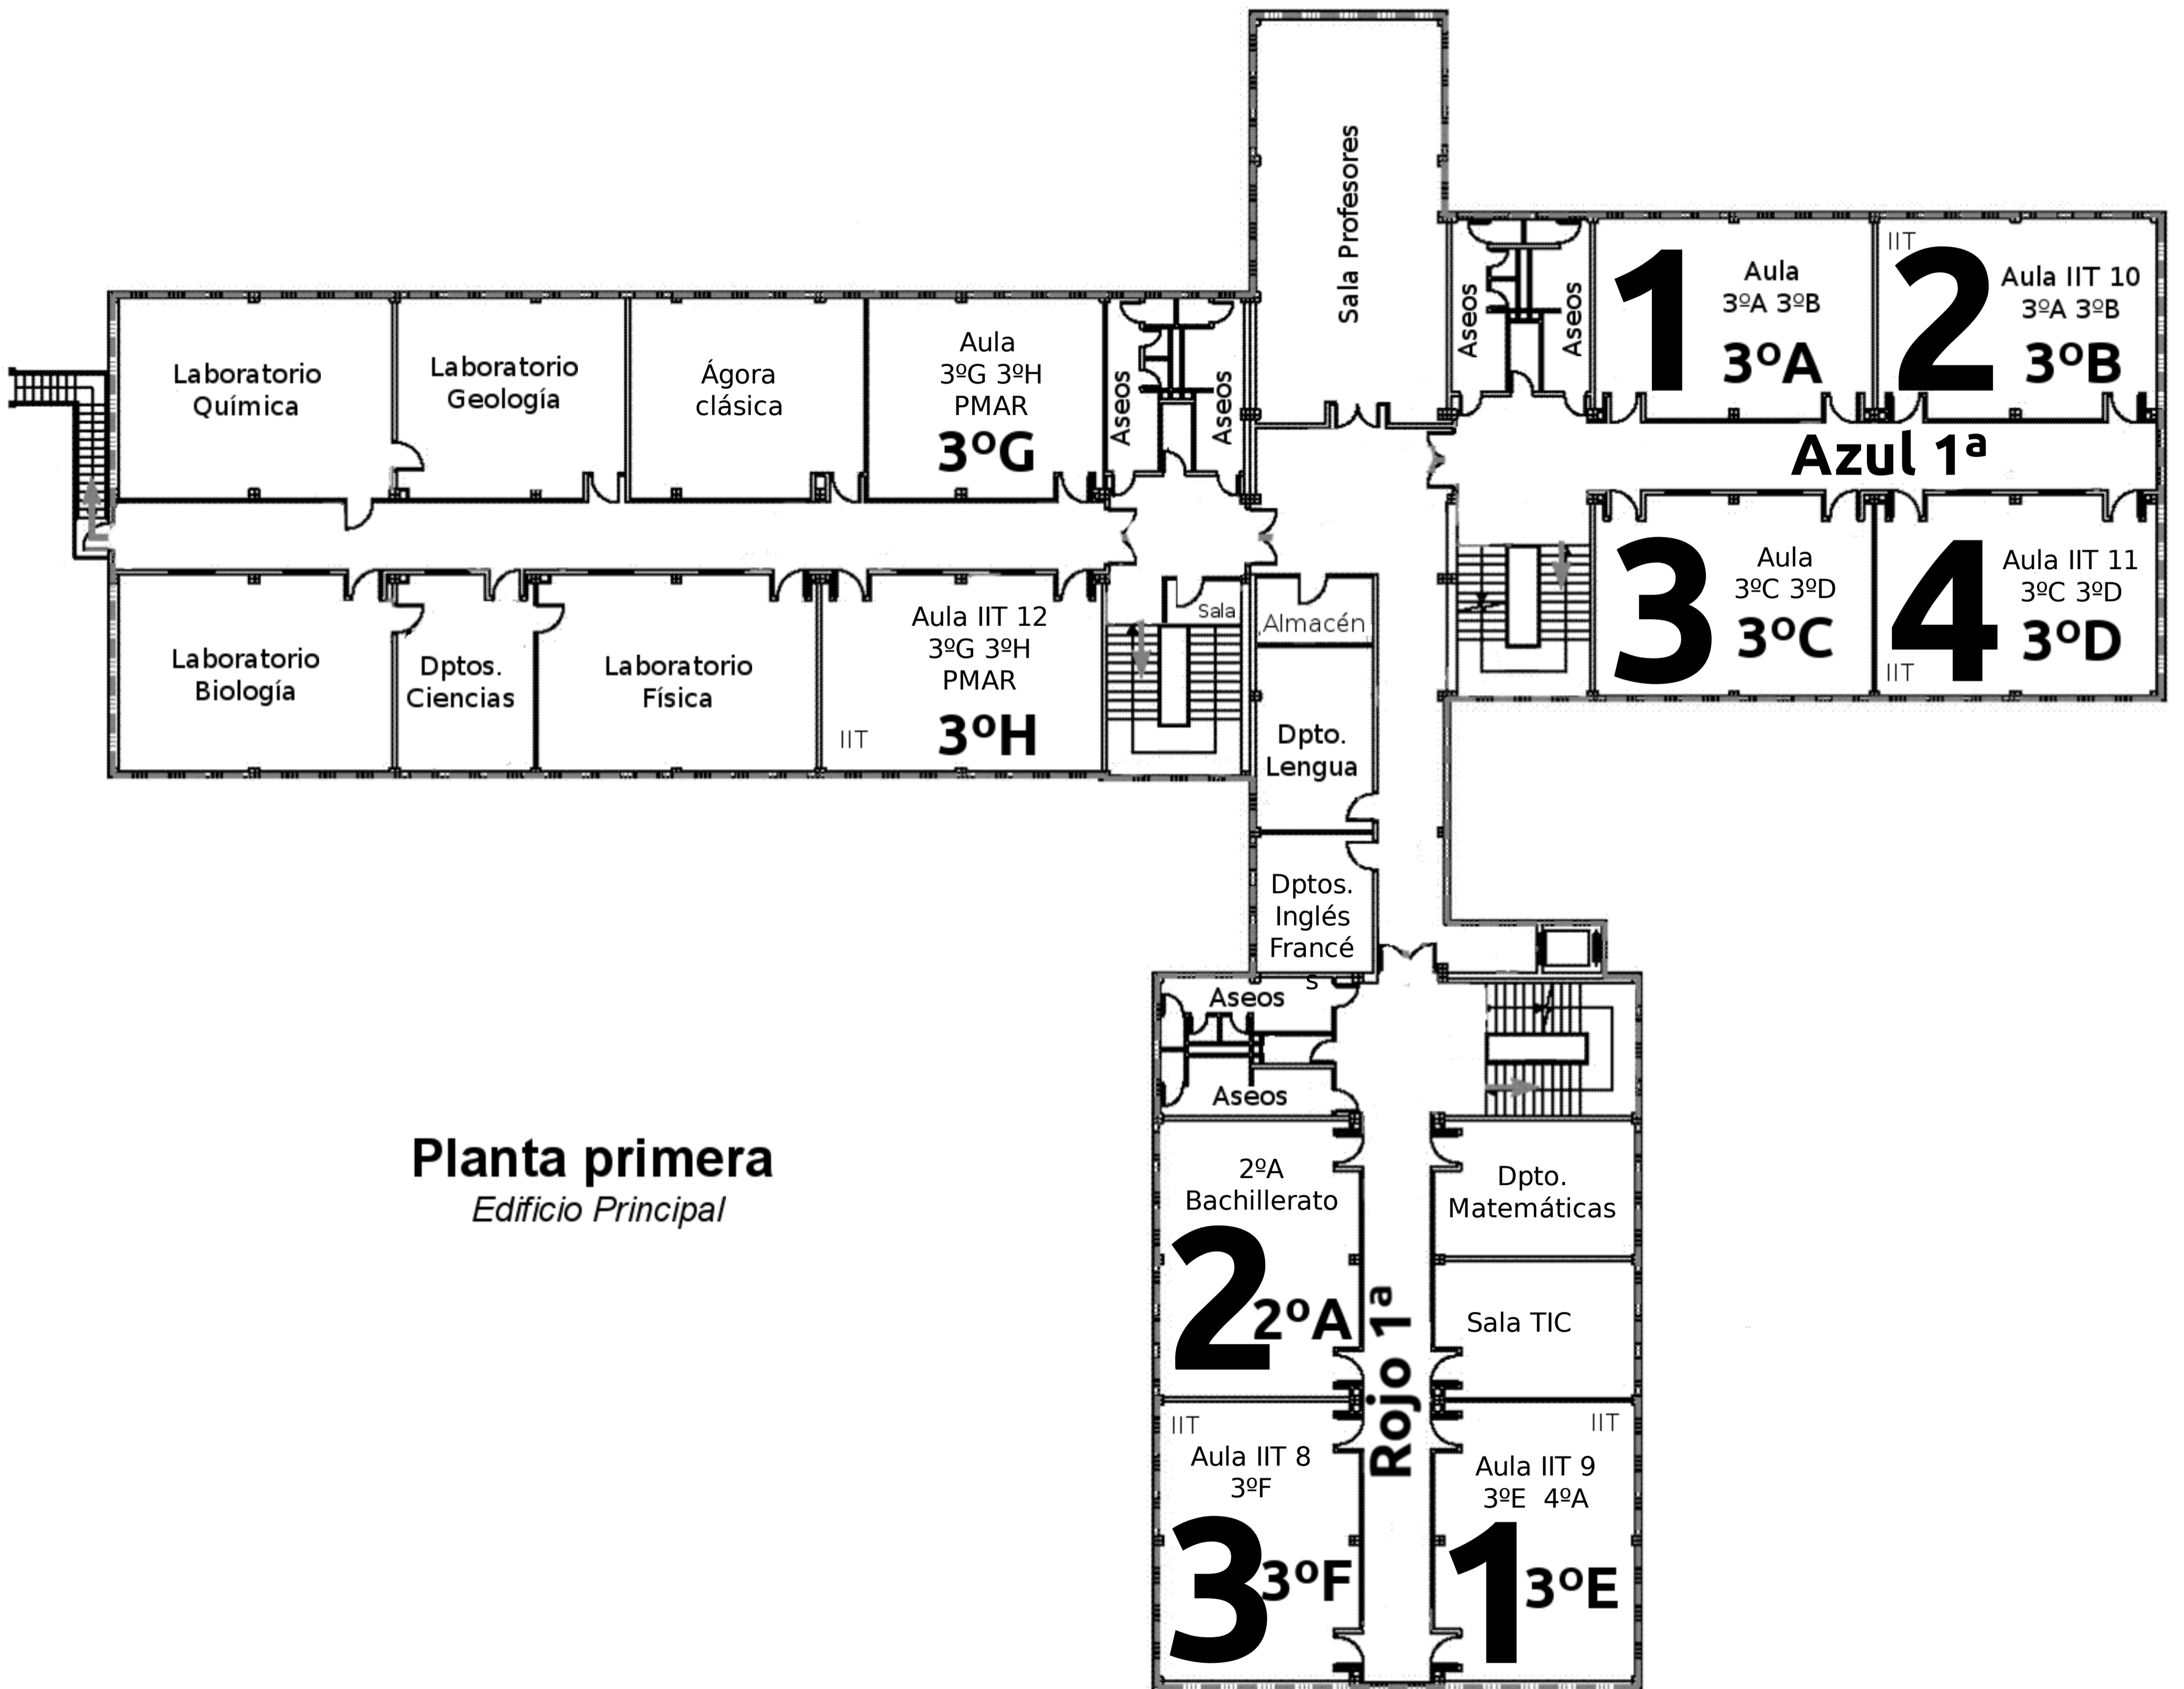 Sala Profesores
Laboratorio
Química
Laboratorio
Geología
Ágora
clásica
Aula
3ºG 3ºH
PMAR
3ºG
Aseos
Aseos
Aseos
Aseos
1
Aula
3ºA 3ºB
3ºA
IIT
2
Aula IIT 10
3ºA 3ºB
3ºB
Azul 1ª
Laboratorio
Biología
Dptos.
Ciencias
Laboratorio
Física
Aula IIT 12
3ºG 3ºH
PMAR
IIT
3ºH
Sala
Almacén
Dpto.
Lengua
3
Aula
3ºC 3ºD
3ºC
4
Aula IIT 11
3ºC 3ºD
3ºD
IIT
Dptos.
Inglés
Francé
s
Aseos
Aseos
Planta primera
Edificio Principal
2ºA
Bachillerato
2
2ºA
Dpto.
Matemáticas
Sala TIC
Rojo 1ª
IIT
Aula IIT 8
3ºF
3
3ºF
IIT
Aula IIT 9
3ºE 4ºA
1
3ºE